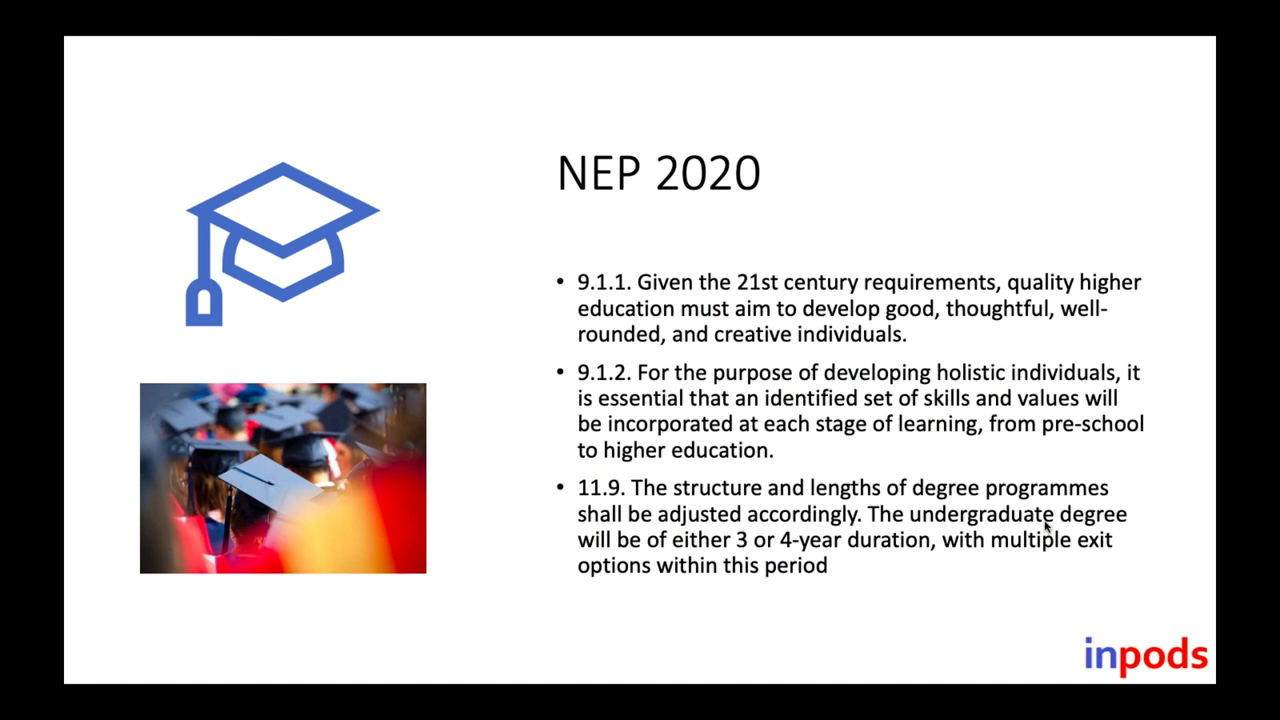 NEP 2020
• 9.1.1. Given the 21st century requirements, quality higher
education must aim to develop good, thoughtful, well-
rounded, and creative individuals.
• 9.1.2. For the purpose of developing holistic individuals, it
is essential that an identified set of skills and values will
be incorporated at each stage of learning, from pre-school
to higher education.
• 11.9. The structure and lengths of degree programmes
shall be adjusted accordingly. The undergraduate degree
will be of either 3 or 4-year duration, with multiple exit
options within this period
inpods